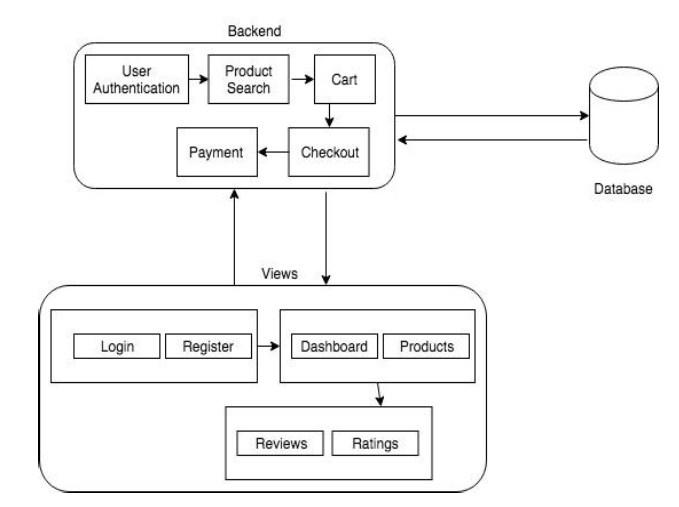 Backend
User
Authentication
Product
Search
Cart
Payment
Checkout
Database
Views
Login
Register
Dashboard
Products
Reviews
Ratings